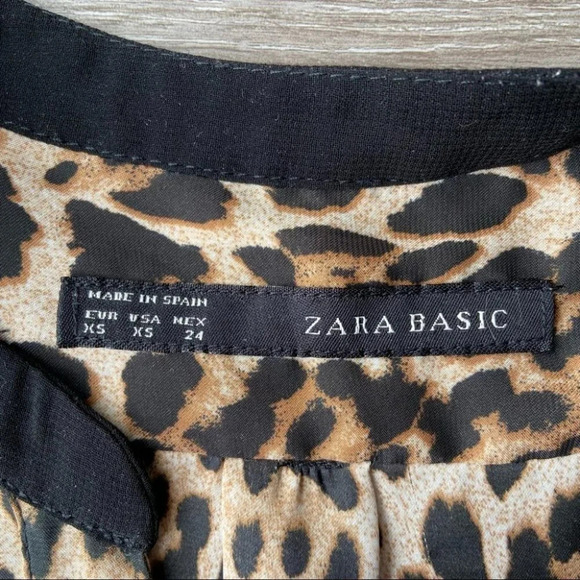 MADE IN SPAIN
EUR USA MEX
XS XS 24
ZARA BASIC